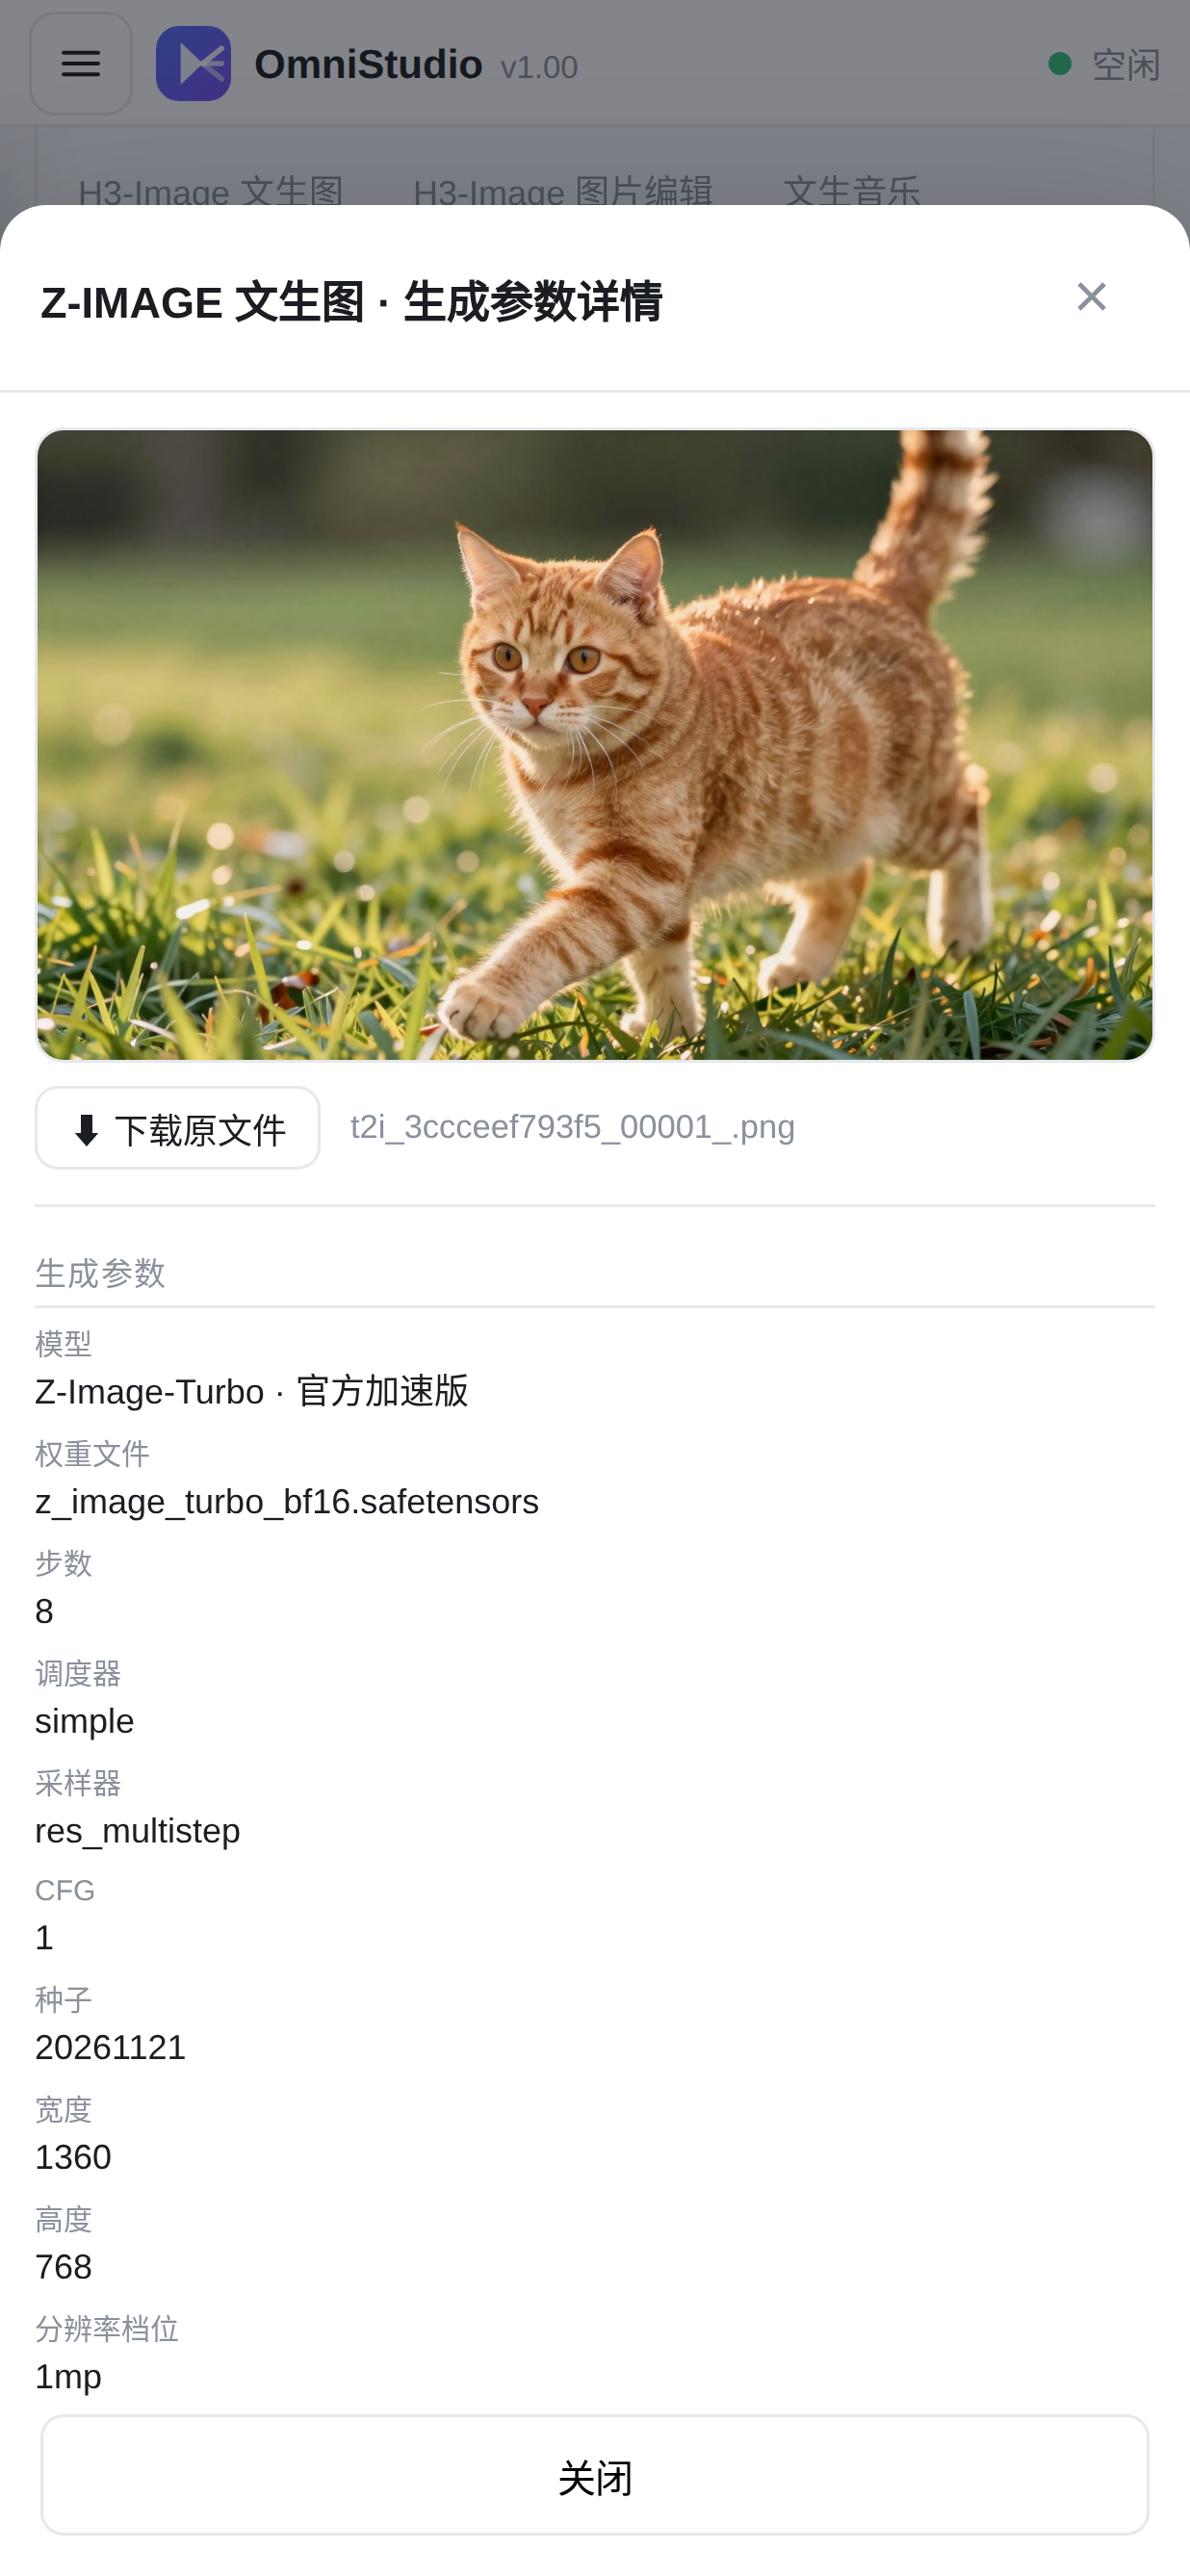 OmniStudio v1.00 空闲
H3-Image 文生图 H3-Image 图片编辑 文生音乐
Z-IMAGE 文生图 · 生成参数详情
下载原文件 t2i_3ccceef793f5_00001_.png
生成参数
模型
Z-Image-Turbo · 官方加速版
权重文件
z_image_turbo_bf16.safetensors
步数
8
调度器
simple
采样器
res_multistep
CFG
1
种子
20261121
宽度
1360
高度
768
分辨率档位
1mp
关闭